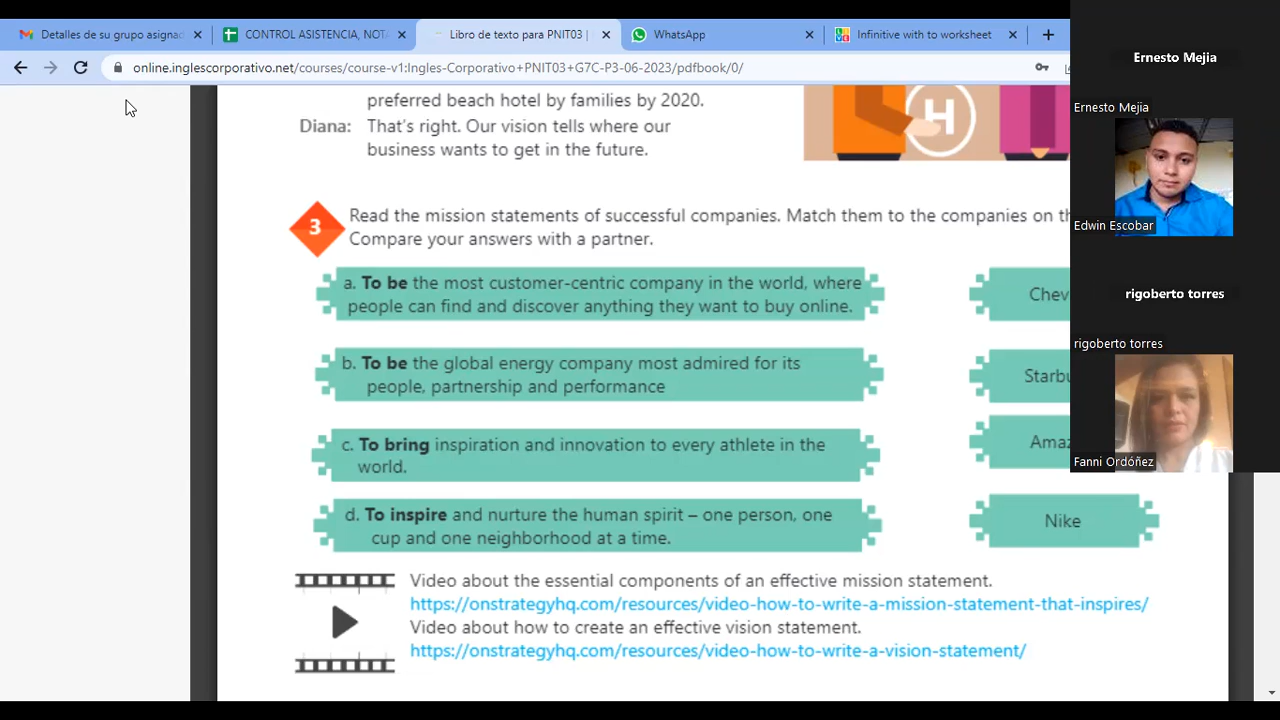 Detalles de su grupo asignad
CONTROL ASISTENCIA, NOT
Libro de texto para PNIT03 |
WhatsApp
Infinitive with to worksheet
online.inglescorporativo.net/courses/course-v1:Ingles-Corporativo+PNIT03+G7C-P3-06-2023/pdfbook/0/
Ernesto Mejia
Ernesto Mejia
Edwin Escobar
rigoberto torres
rigoberto torres
Fanni Ordóñez
preferred beach hotel by families by 2020.
Diana: That's right. Our vision tells where our
business wants to get in the future.
H
3
Read the mission statements of successful companies. Match them to the companies on th
Compare your answers with a partner.
a. To be the most customer-centric company in the world, where
people can find and discover anything they want to buy online.
Chev
b. To be the global energy company most admired for its
people, partnership and performance
Starbu
c. To bring inspiration and innovation to every athlete in the
world.
Amaz
d. To inspire and nurture the human spirit – one person, one
cup and one neighborhood at a time.
Nike
Video about the essential components of an effective mission statement.
https://onstrategyhq.com/resources/video-how-to-write-a-mission-statement-that-inspires/
Video about how to create an effective vision statement.
https://onstrategyhq.com/resources/video-how-to-write-a-vision-statement/